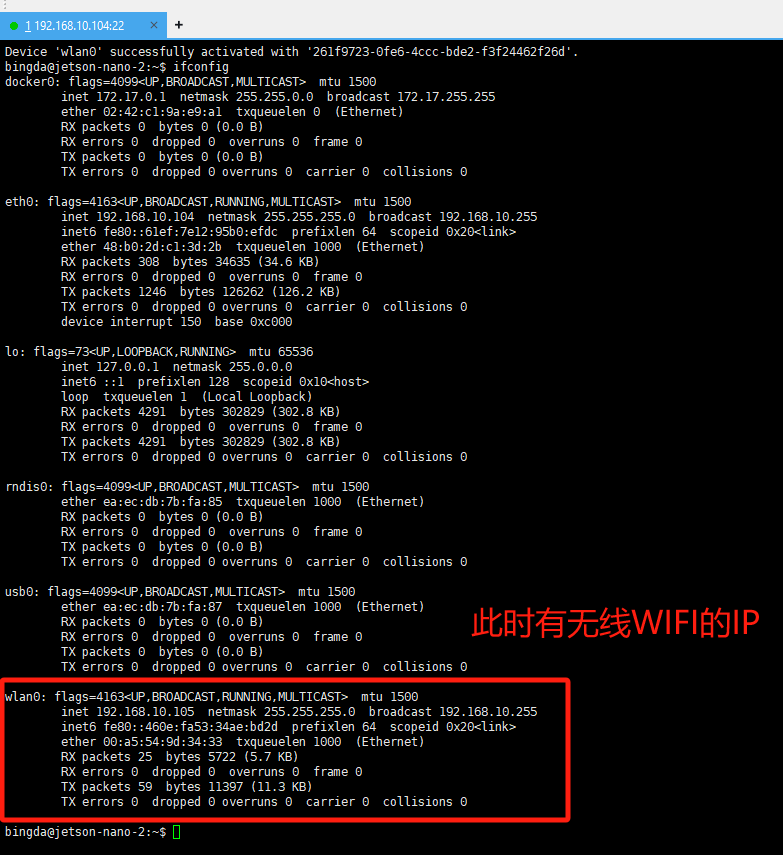 1 192.168.10.104:22 × +
Device 'wlan0' successfully activated with '261f9723-0fe6-4ccc-bde2-f3f24462f26d'.
bingda@jetson-nano-2:~$ ifconfig
docker0: flags=4099<UP,BROADCAST,MULTICAST> mtu 1500
inet 172.17.0.1 netmask 255.255.0.0 broadcast 172.17.255.255
ether 02:42:c1:9a:e9:a1 txqueuelen 0 (Ethernet)
RX packets 0 bytes 0 (0.0 B)
RX errors 0 dropped 0 overruns 0 frame 0
TX packets 0 bytes 0 (0.0 B)
TX errors 0 dropped 0 overruns 0 carrier 0 collisions 0
eth0: flags=4163<UP,BROADCAST,RUNNING,MULTICAST> mtu 1500
inet 192.168.10.104 netmask 255.255.255.0 broadcast 192.168.10.255
inet6 fe80::61ef:7e12:95b0:efdc prefixlen 64 scopeid 0x20<link>
ether 48:b0:2d:c1:3d:2b txqueuelen 1000 (Ethernet)
RX packets 308 bytes 34635 (34.6 KB)
RX errors 0 dropped 0 overruns 0 frame 0
TX packets 1246 bytes 126262 (126.2 KB)
TX errors 0 dropped 0 overruns 0 carrier 0 collisions 0
device interrupt 150 base 0xc000
lo: flags=73<UP,LOOPBACK,RUNNING> mtu 65536
inet 127.0.0.1 netmask 255.0.0.0
inet6 ::1 prefixlen 128 scopeid 0x10<host>
loop txqueuelen 1 (Local Loopback)
RX packets 4291 bytes 302829 (302.8 KB)
RX errors 0 dropped 0 overruns 0 frame 0
TX packets 4291 bytes 302829 (302.8 KB)
TX errors 0 dropped 0 overruns 0 carrier 0 collisions 0
rndis0: flags=4099<UP,BROADCAST,MULTICAST> mtu 1500
ether ea:ec:db:7b:fa:85 txqueuelen 1000 (Ethernet)
RX packets 0 bytes 0 (0.0 B)
RX errors 0 dropped 0 overruns 0 frame 0
TX packets 0 bytes 0 (0.0 B)
TX errors 0 dropped 0 overruns 0 carrier 0 collisions 0
usb0: flags=4099<UP,BROADCAST,MULTICAST> mtu 1500
ether ea:ec:db:7b:fa:87 txqueuelen 1000 (Ethernet)
RX packets 0 bytes 0 (0.0 B)
RX errors 0 dropped 0 overruns 0 frame 0
TX packets 0 bytes 0 (0.0 B)
TX errors 0 dropped 0 overruns 0 carrier 0 collisions 0
此时有无线WIFI的IP
wlan0: flags=4163<UP,BROADCAST,RUNNING,MULTICAST> mtu 1500
inet 192.168.10.105 netmask 255.255.255.0 broadcast 192.168.10.255
inet6 fe80::460e:fa53:34ae:bd2d prefixlen 64 scopeid 0x20<link>
ether 00:a5:54:9d:34:33 txqueuelen 1000 (Ethernet)
RX packets 25 bytes 5722 (5.7 KB)
RX errors 0 dropped 0 overruns 0 frame 0
TX packets 59 bytes 11397 (11.3 KB)
TX errors 0 dropped 0 overruns 0 carrier 0 collisions 0
bingda@jetson-nano-2:~$